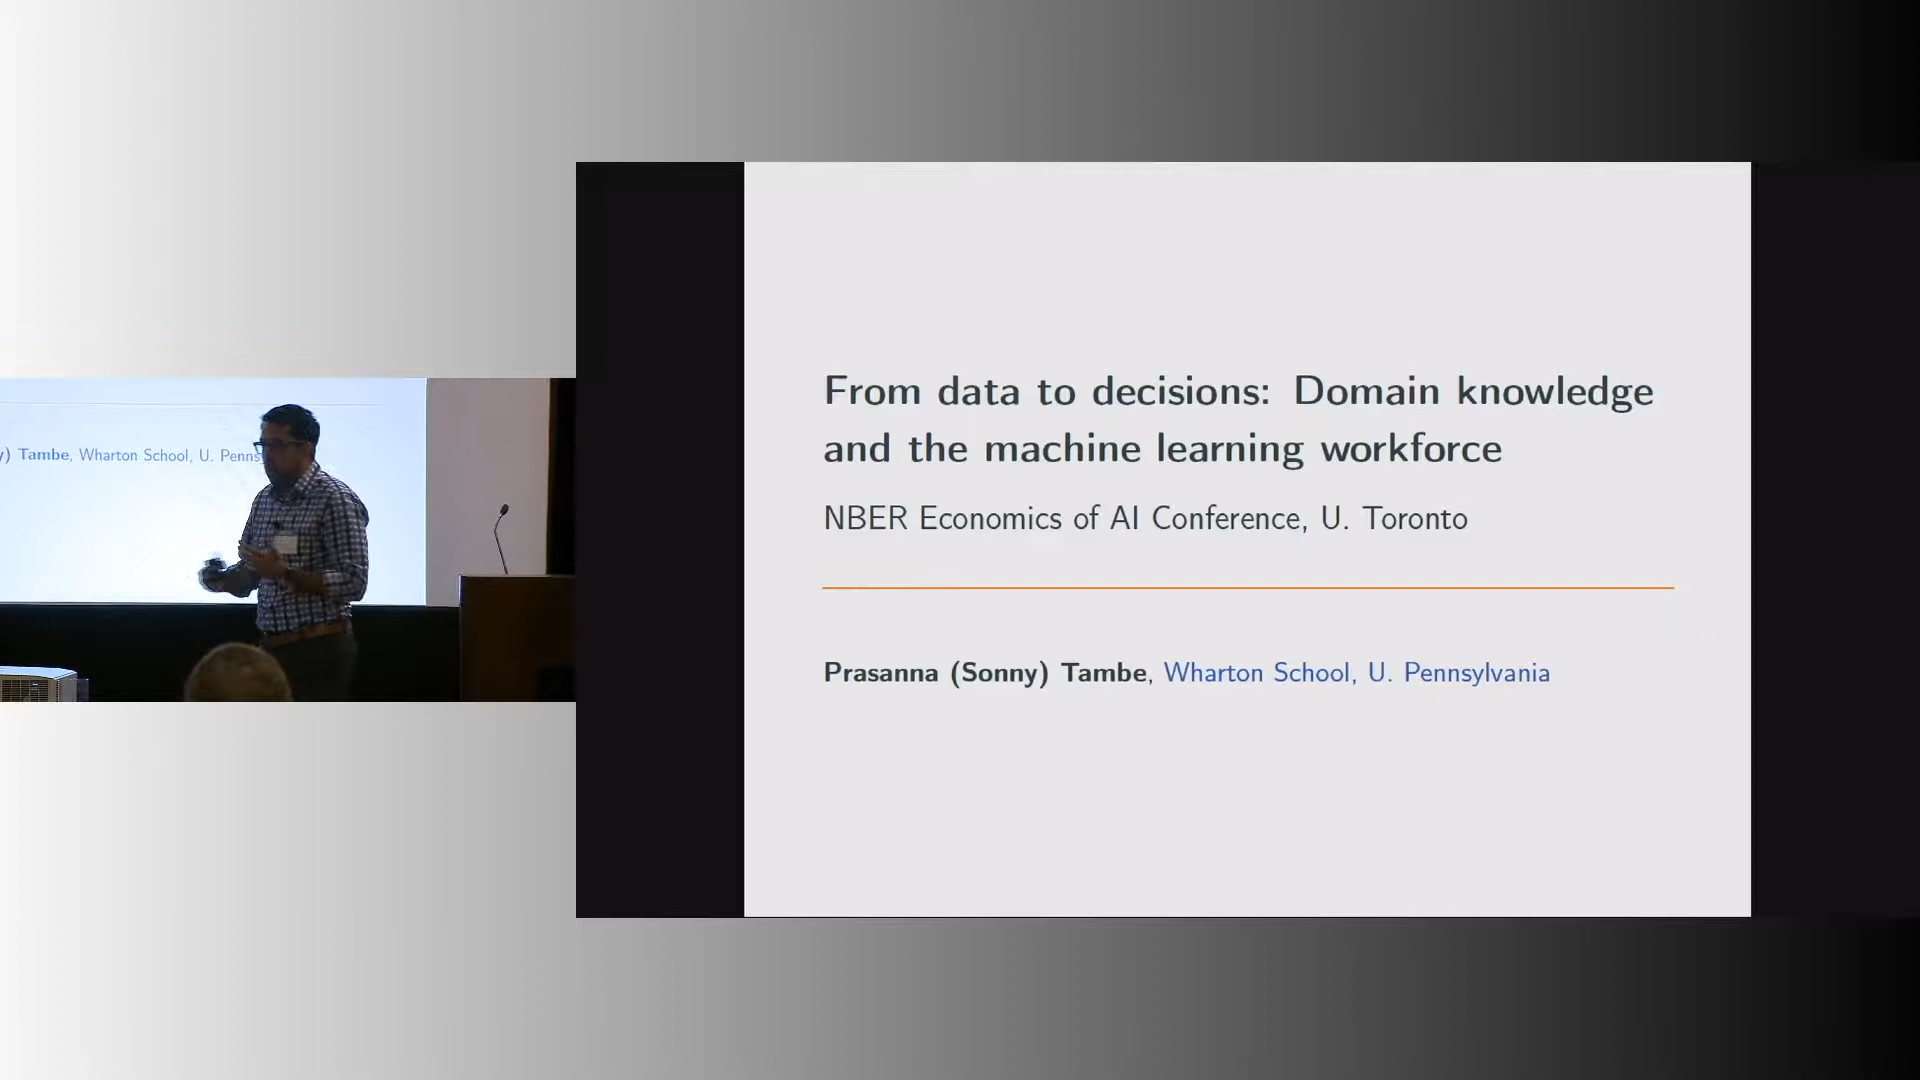 y) Tambe, Wharton School, U. Penns
From data to decisions: Domain knowledge
and the machine learning workforce
NBER Economics of AI Conference, U. Toronto
Prasanna (Sonny) Tambe, Wharton School, U. Pennsylvania